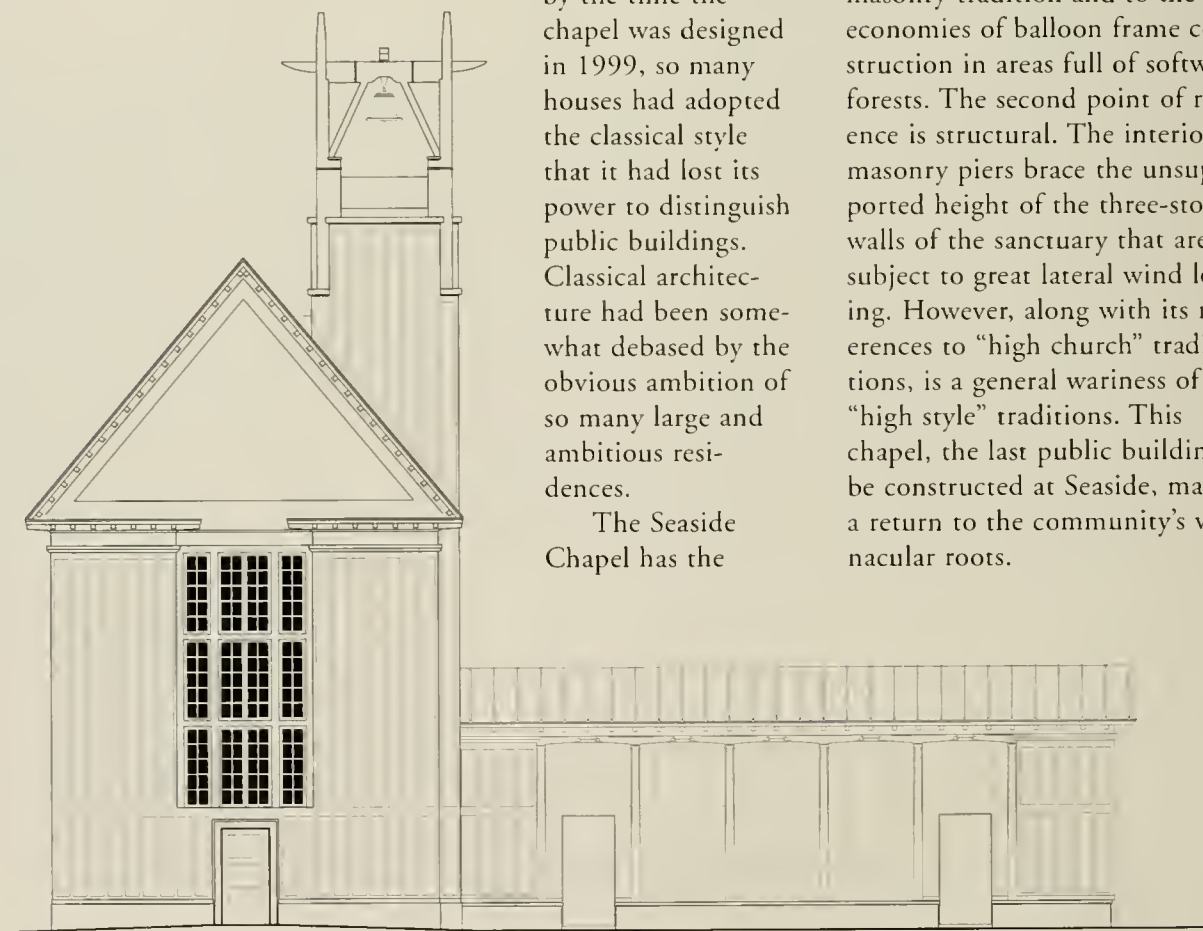 chapel was designed
in 1999, so many
houses had adopted
the classical style
that it had lost its
power to distinguish
public buildings.
Classical architec-
ture had been some-
what debased by the
obvious ambition of
so many large and
ambitious resi-
dences.
The Seaside
Chapel has the
economies of balloon frame
struction in areas full of
forests. The second point of
ence is structural. The
masonry piers brace the
ported height of the
walls of the sanctuary that
subject to great lateral wind
ing. However, along with its
erences to “high church”
tions, is a general wariness of
“high style” traditions. This
chapel, the last public
be constructed at Seaside,
a return to the community’s
nacular roots.